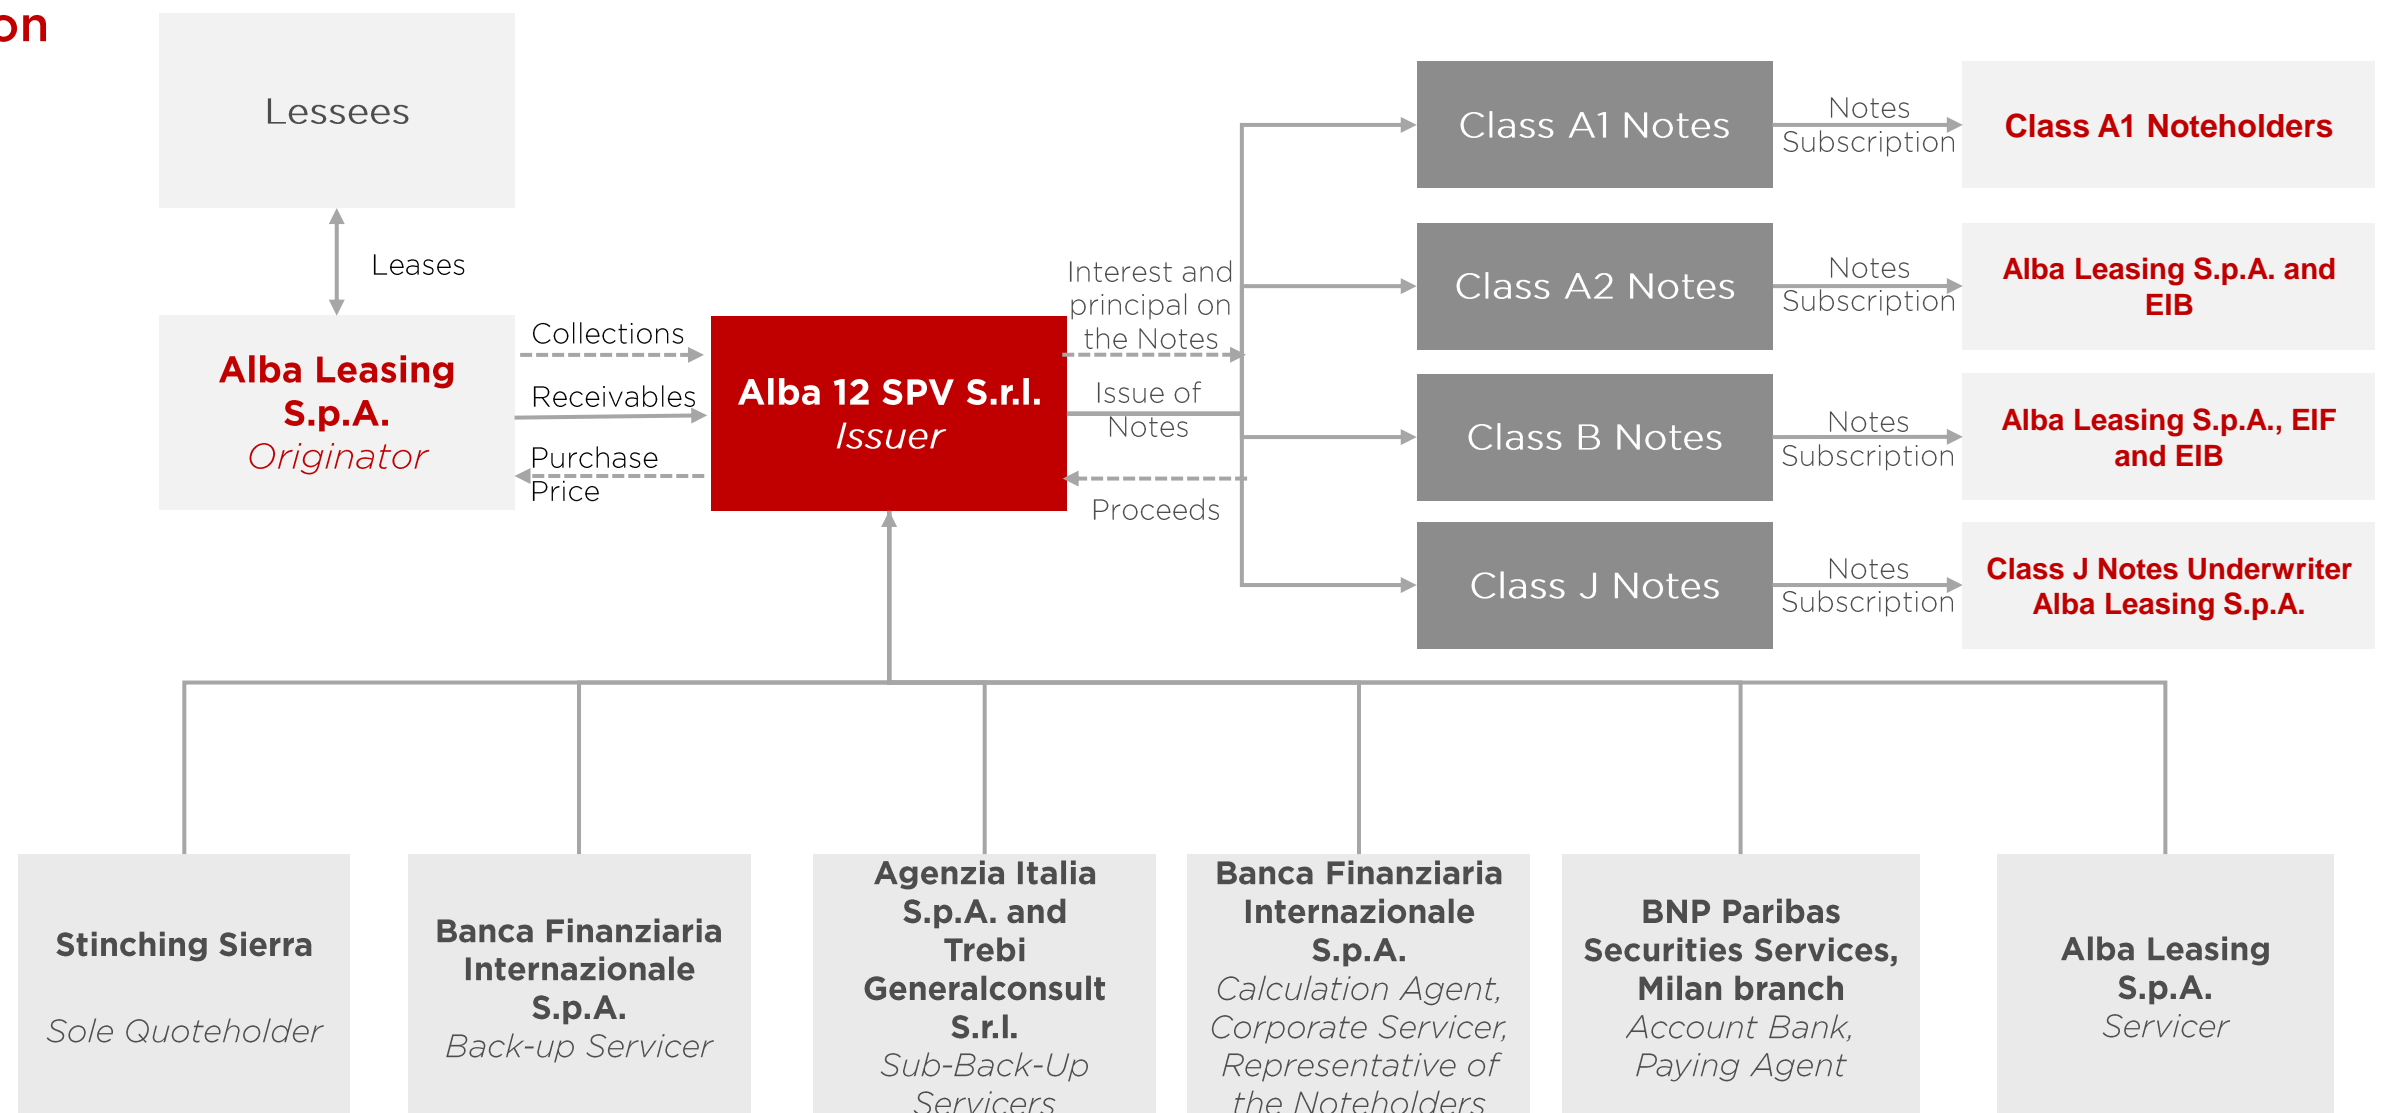 on
Lessees
Leases
Alba Leasing
S.p.A.
Originator
Collections
Receivables
Purchase
Price
Alba 12 SPV S.r.l.
Issuer
Interest and
principal on
the Notes
Issue of
Notes
Proceeds
Class A1 Notes
Notes
Subscription
Class A1 Noteholders
Class A2 Notes
Notes
Subscription
Alba Leasing S.p.A. and
EIB
Class B Notes
Notes
Subscription
Alba Leasing S.p.A., EIF
and EIB
Class J Notes
Notes
Subscription
Class J Notes Underwriter
Alba Leasing S.p.A.
Stinching Sierra
Sole Quoteholder
Banca Finanziaria
Internazionale
S.p.A.
Back-up Servicer
Agenzia Italia
S.p.A. and
Trebi
Generalconsult
S.r.l.
Sub-Back-Up
Servicers
Banca Finanziaria
Internazionale
S.p.A.
Calculation Agent,
Corporate Servicer,
Representative of
the Noteholders
BNP Paribas
Securities Services,
Milan branch
Account Bank,
Paying Agent
Alba Leasing
S.p.A.
Servicer